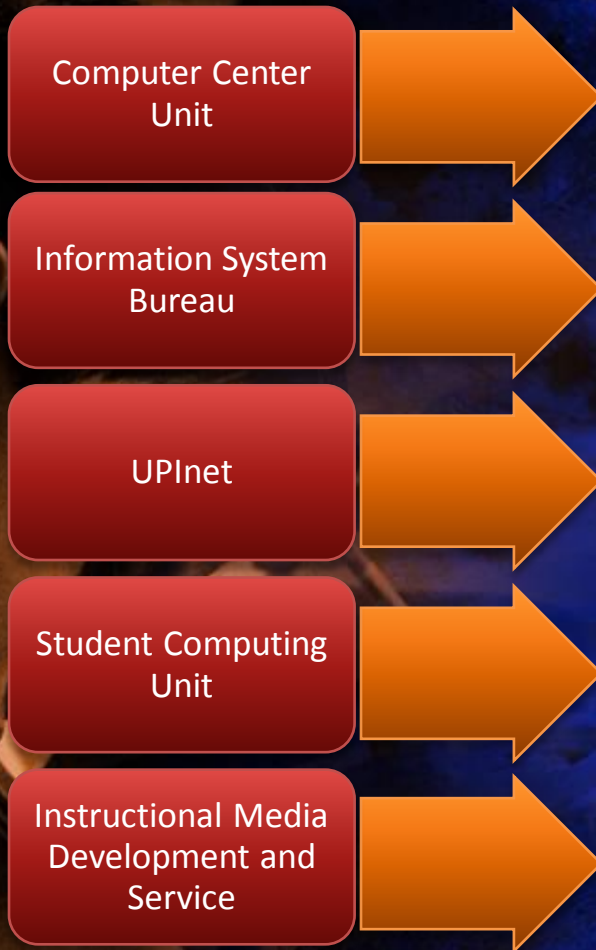 Computer Center
Unit
Information System
Bureau
UPInet
Student Computing
Unit
Instructional Media
Development and
Service